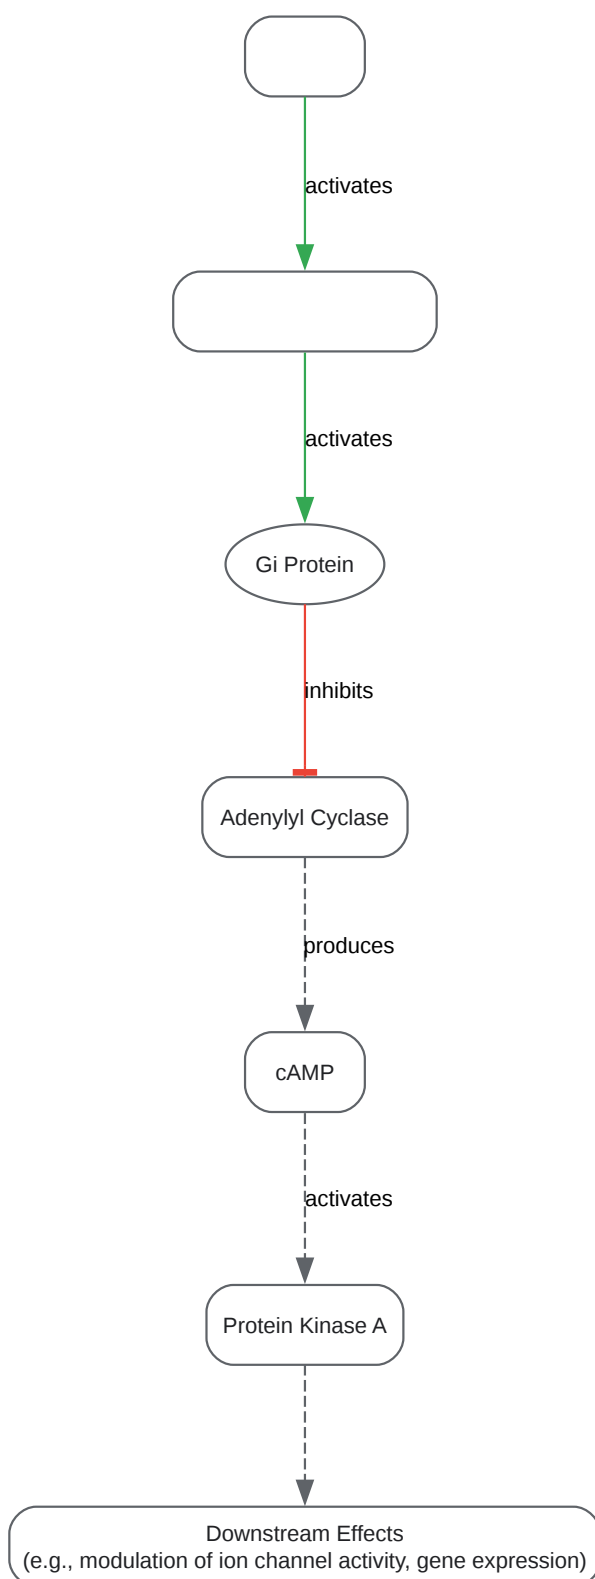 activates
activates
Gi Protein
inhibits
Adenylyl Cyclase
produces
cAMP
activates
Protein Kinase A
Downstream Effects
(e.g., modulation of ion channel activity, gene expression)